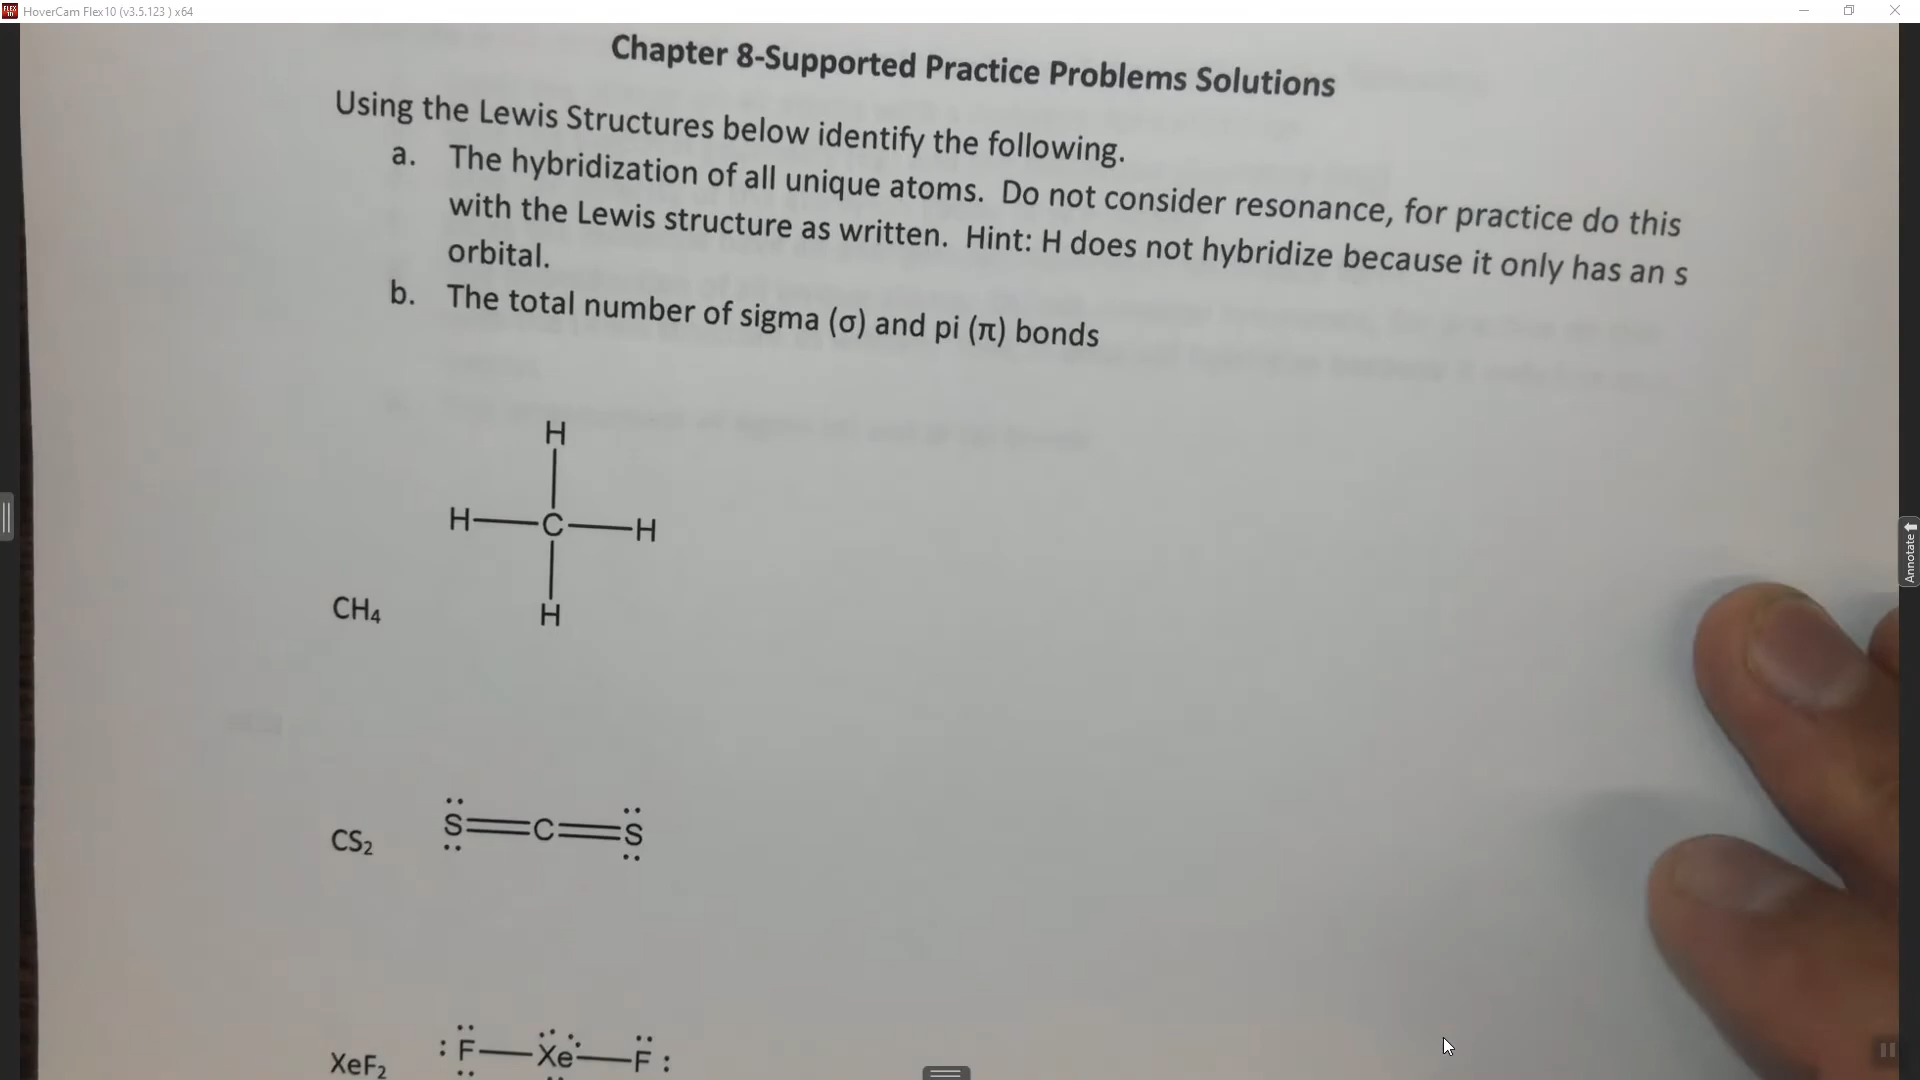 HoverCam Flex10 (v3.5.123 ) x64
Chapter 8-Supported Practice Problems Solutions
Using the Lewis Structures below identify the following.
a. The hybridization of all unique atoms. Do not consider resonance, for practice do this
with the Lewis structure as written. Hint: H does not hybridize because it only has an s
orbital.
b. The total number of sigma (σ) and pi (π) bonds
H
H C H
H
CH₄
S C S
CS₂
F Xe F
XeF₂
Annotate